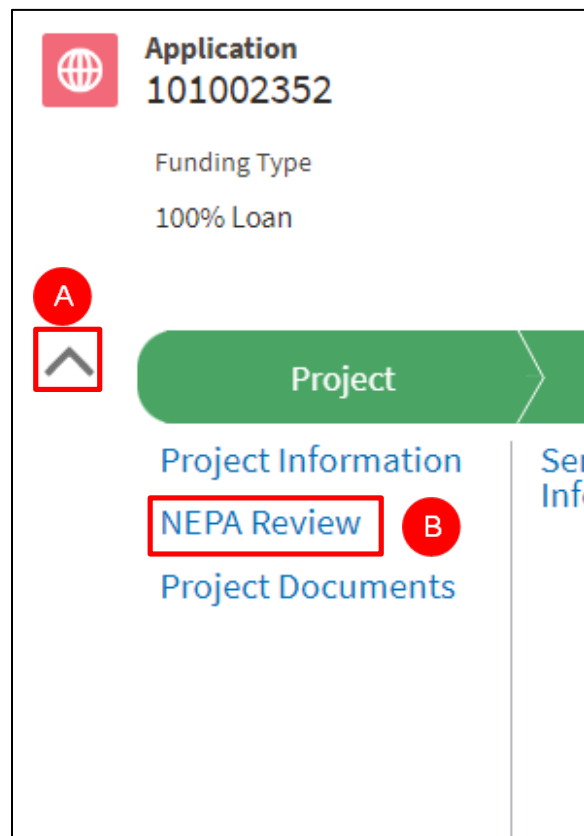 Application
101002352
Funding Type
100% Loan
A
Project
Project Information
NEPA Review
B
Project Documents